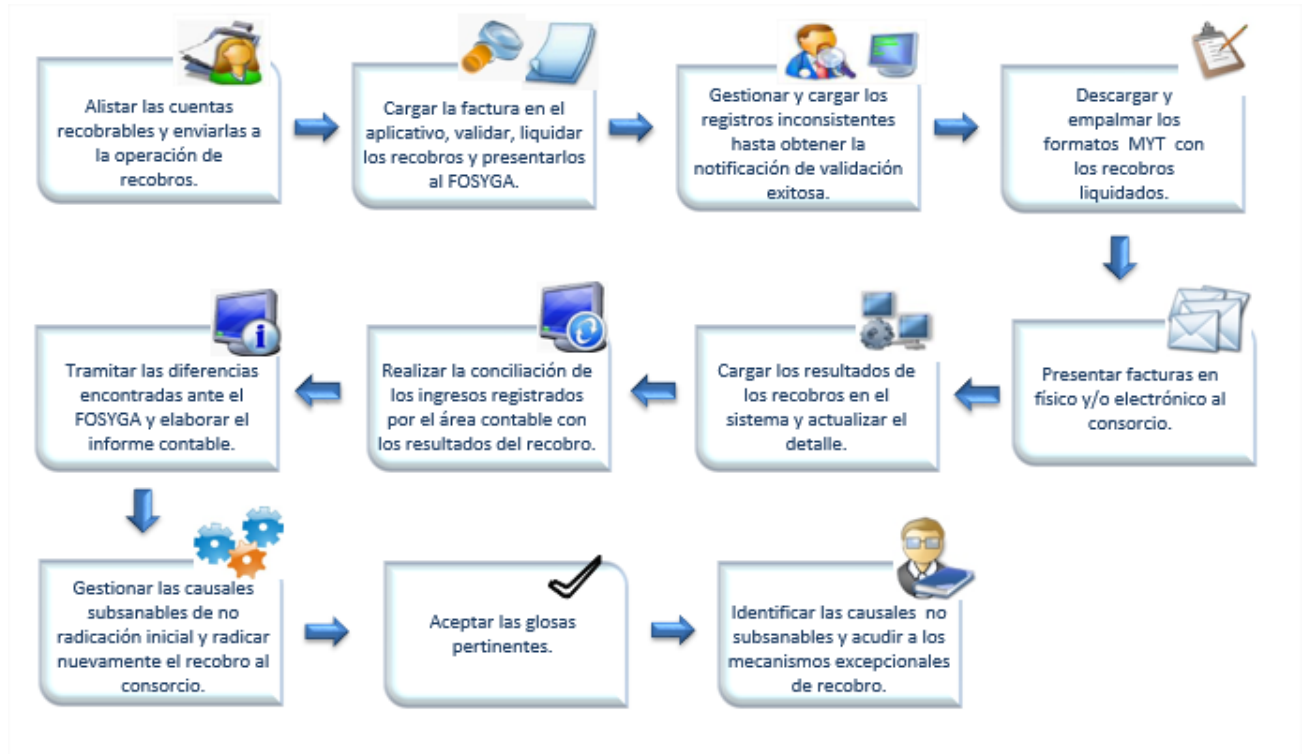 Alistar las cuentas
recobrables y enviarlas a
la operación de
recobros.
Cargar la factura en el
aplicativo, validar, liquidar
los recobros y presentarlos
al FOSYGA.
Gestionar y cargar los
registros inconsistentes
hasta obtener la
notificación de validación
exitosa.
Descargar y
empalmar los
formatos MYT con
los recobros
liquidados.
Presentar facturas en
físico y/o electrónico al
consorcio.
Cargar los resultados de
los recobros en el
sistema y actualizar el
detalle.
Realizar la conciliación de
los ingresos registrados
por el área contable con
los resultados del recobro.
Tramitar las diferencias
encontradas ante el
FOSYGA y elaborar el
informe contable.
Gestionar las causales
subsanables de no
radicación inicial y radicar
nuevamente el recobro al
consorcio.
Aceptar las glosas
pertinentes.
Identificar las causales no
subsanables y acudir a los
mecanismos excepcionales
de recobro.